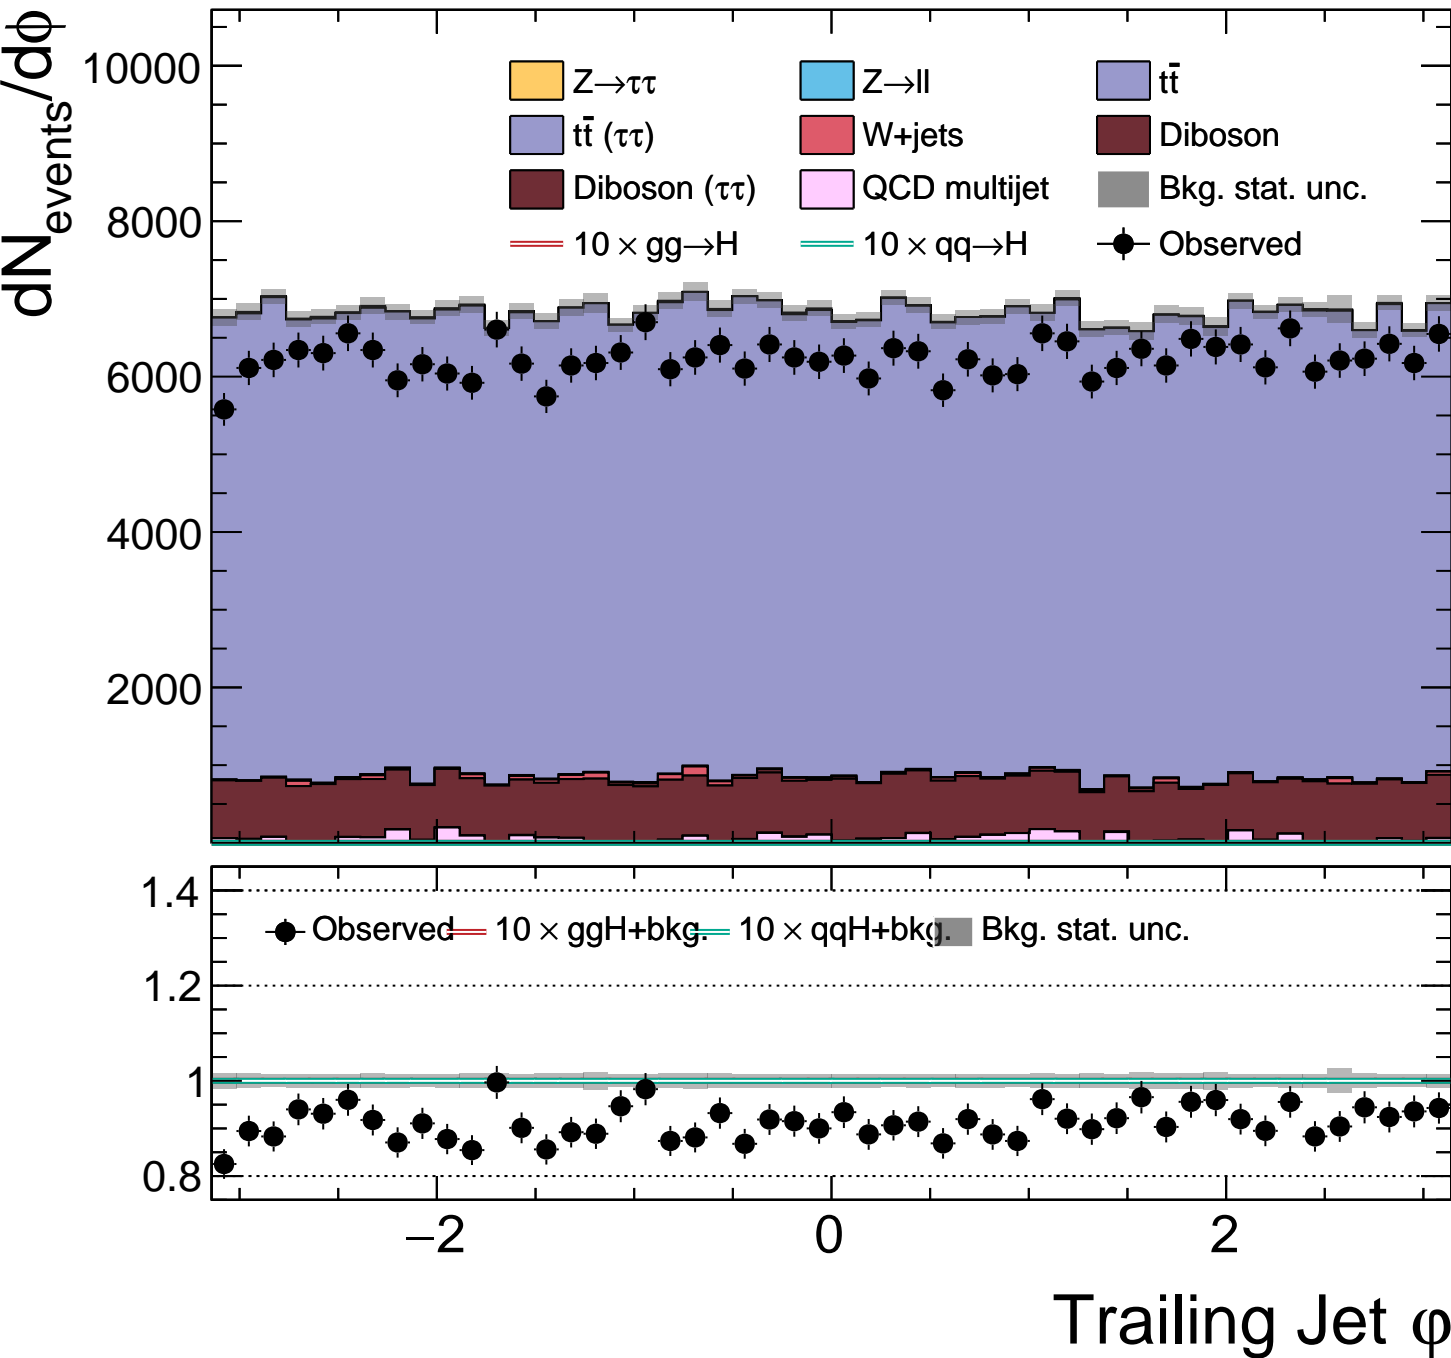 dN_events/dϕ
10000
8000
6000
4000
2000
Z→ττ
Z→ll
tt̄
tt̄ (ττ)
W+jets
Diboson
Diboson (ττ)
QCD multijet
Bkg. stat. unc.
10 × gg→H
10 × qq→H
Observed
1.4
1.2
1
0.8
Observed
10 × ggH+bkg.
10 × qqH+bkg.
Bkg. stat. unc.
−2
0
2
Trailing Jet φ